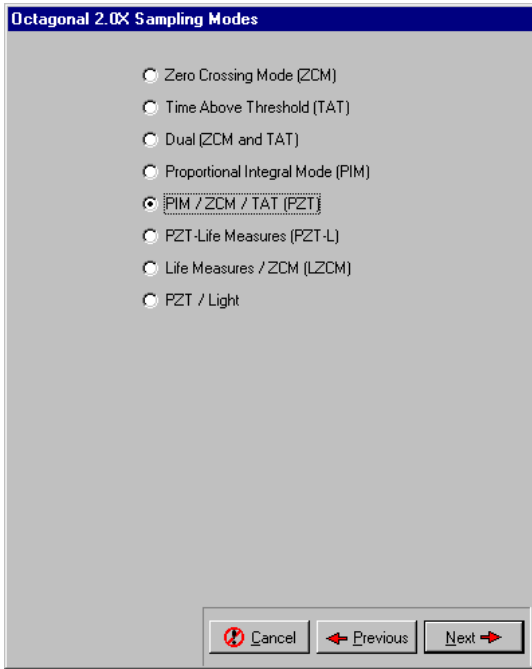 Octagonal 2.0X Sampling Modes
Zero Crossing Mode (ZCM)
Time Above Threshold (TAT)
Dual (ZCM and TAT)
Proportional Integral Mode (PIM)
PIM / ZCM / TAT (PZT)
PZT-Life Measures (PZT-L)
Life Measures / ZCM (LZCM)
PZT / Light
Cancel Previous Next